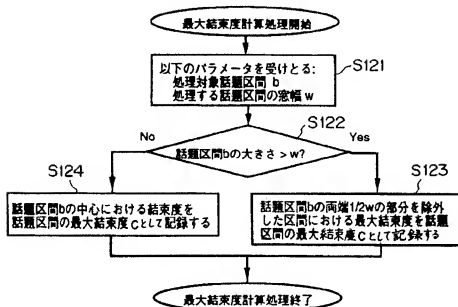 最大結束度計算処理開始
S121
以下のパラメータを受けとる:
処理対象話題区間 b
処理する話題区間の窓幅 w
S122
No
話題区間bの大きさ > w?
Yes
S124
S123
話題区間bの中心における結束度を
話題区間の最大結束度Cとして記録する
話題区間bの両端1/2wの部分を除外
した区間における最大結束度を話題
区間の最大結束度Cとして記録する
最大結束度計算処理終了